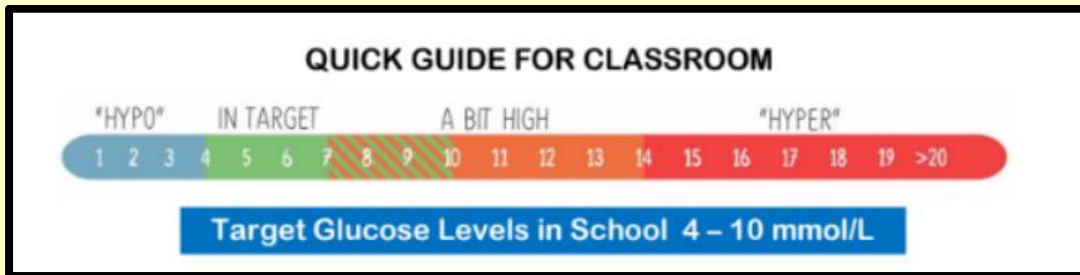 QUICK GUIDE FOR CLASSROOM
"HYPO" IN TARGET A BIT HIGH "HYPER"
1 2 3 4 5 6 7 8 9 10 11 12 13 14 15 16 17 18 19 >20
Target Glucose Levels in School 4 – 10 mmol/L